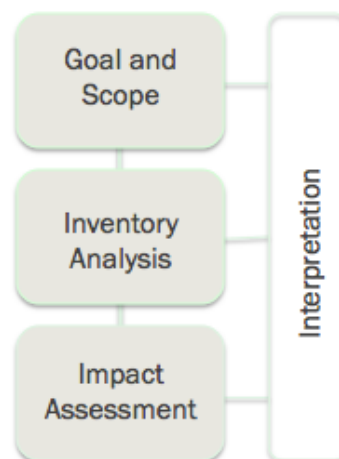 Goal and
Scope
Inventory
Analysis
Impact
Assessment
Interpretation